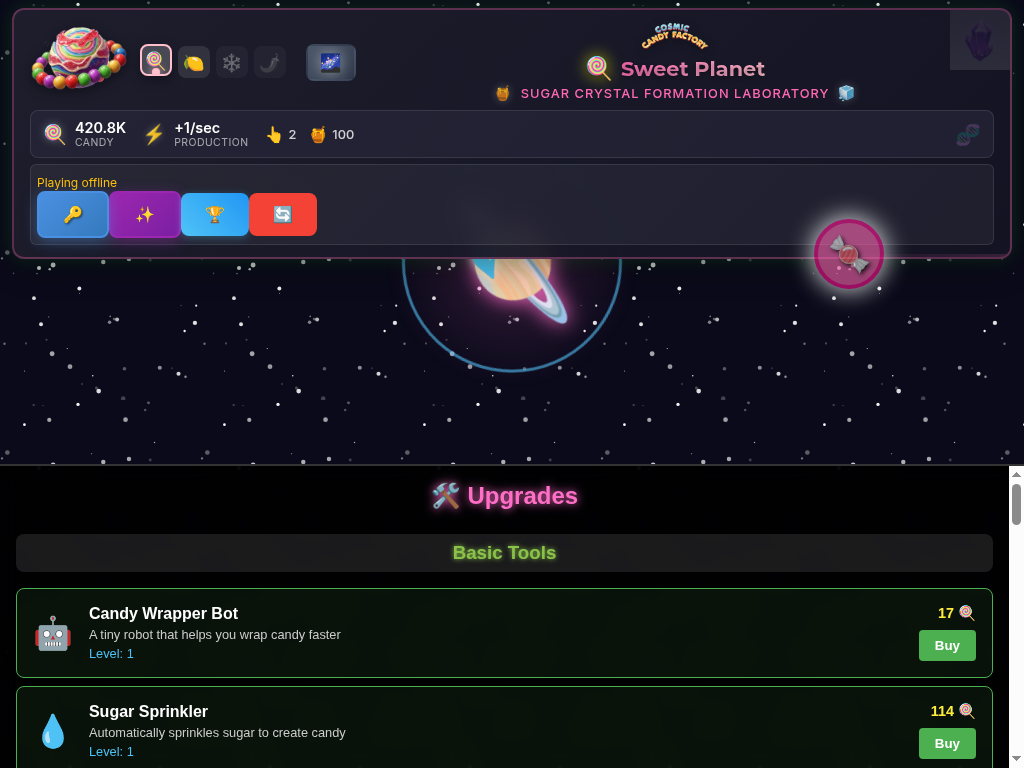 COSMIC
CANDY FACTORY
Sweet Planet
SUGAR CRYSTAL FORMATION LABORATORY
420.8K
CANDY
+1/sec
PRODUCTION
2
100
Playing offline
Upgrades
Basic Tools
Candy Wrapper Bot
A tiny robot that helps you wrap candy faster
Level: 1
17
Buy
Sugar Sprinkler
Automatically sprinkles sugar to create candy
Level: 1
114
Buy